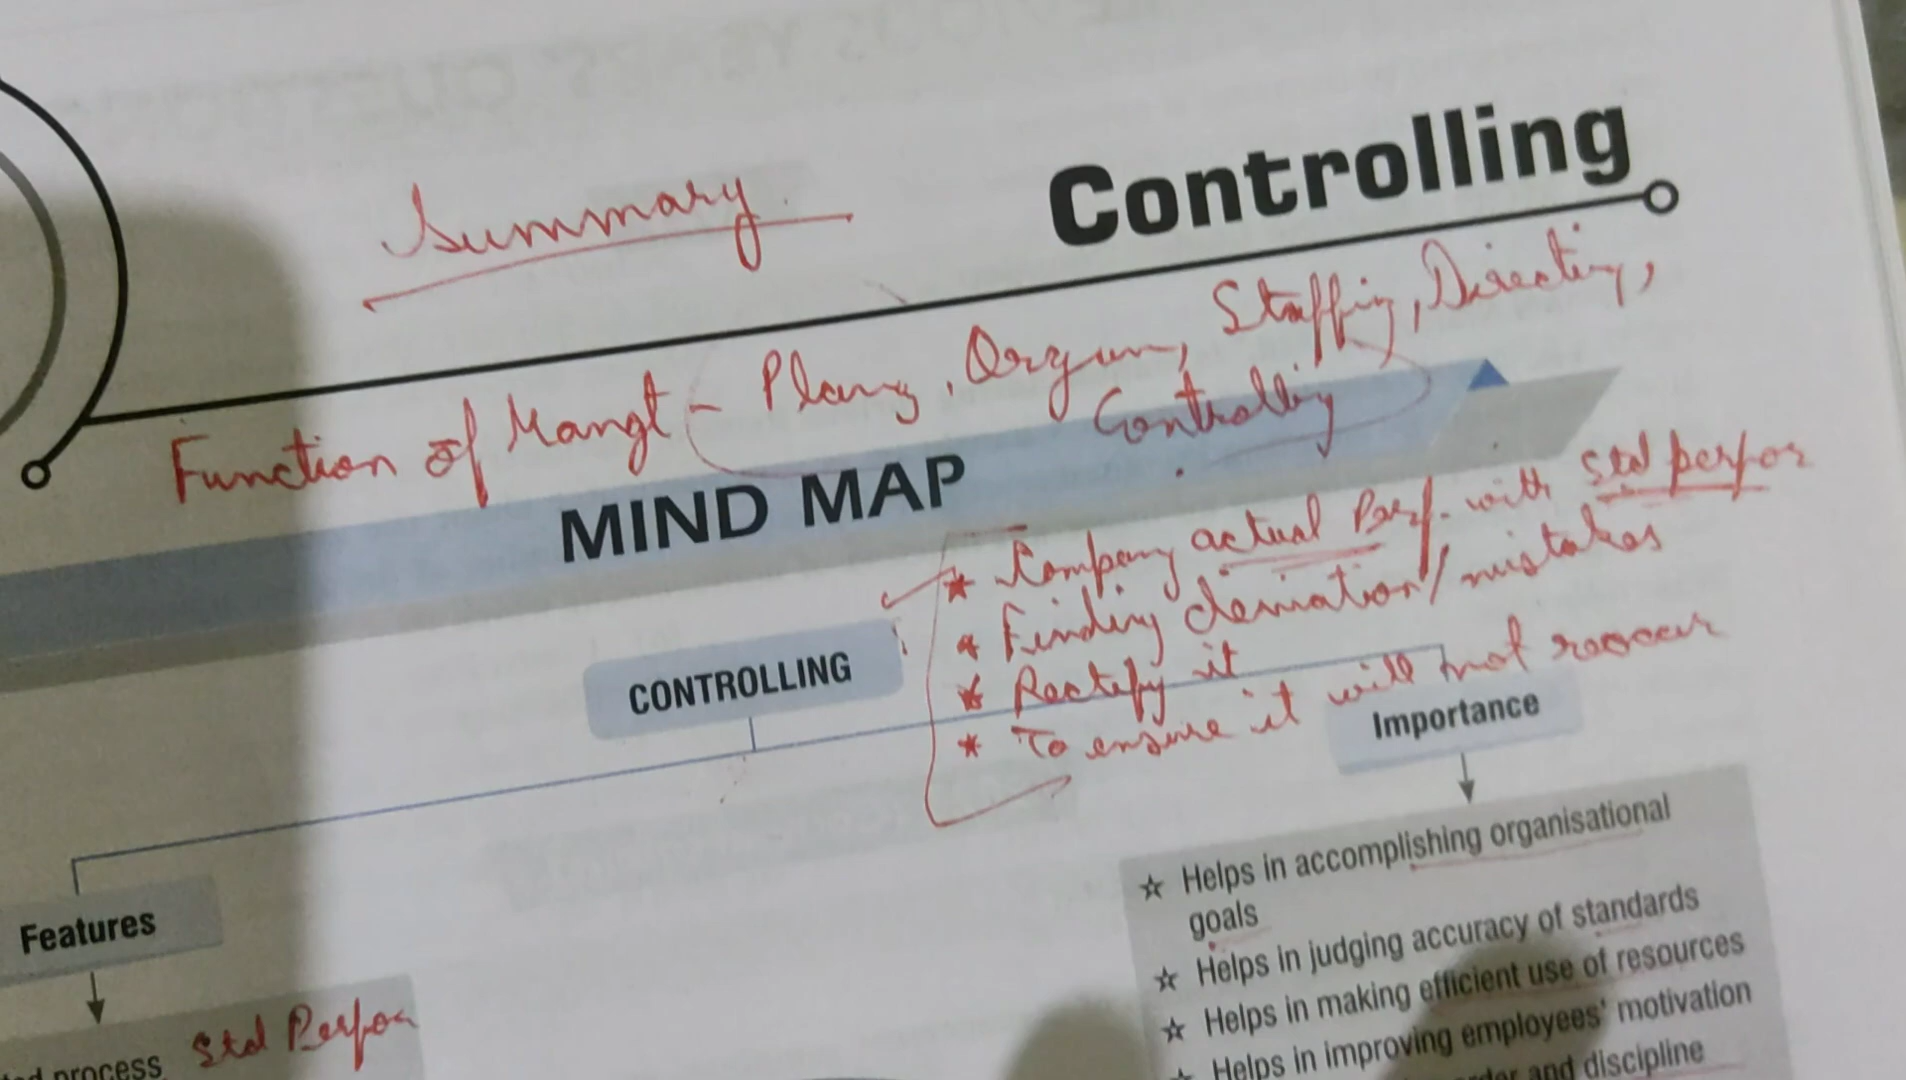 Controlling
Summary
Function of Mangt - Plang, Organ, Staffing, Directing,
Controlling
MIND MAP
* Compang actual Perf. with Std perfor
* Finding deviation/mistakes
* Rectify it
* To ensure it will not reoccur
CONTROLLING
Importance
☆ Helps in accomplishing organisational
goals
☆ Helps in judging accuracy of standards
☆ Helps in making efficient use of resources
☆ Helps in improving employees' motivation
and discipline
Features
process Std Perfor